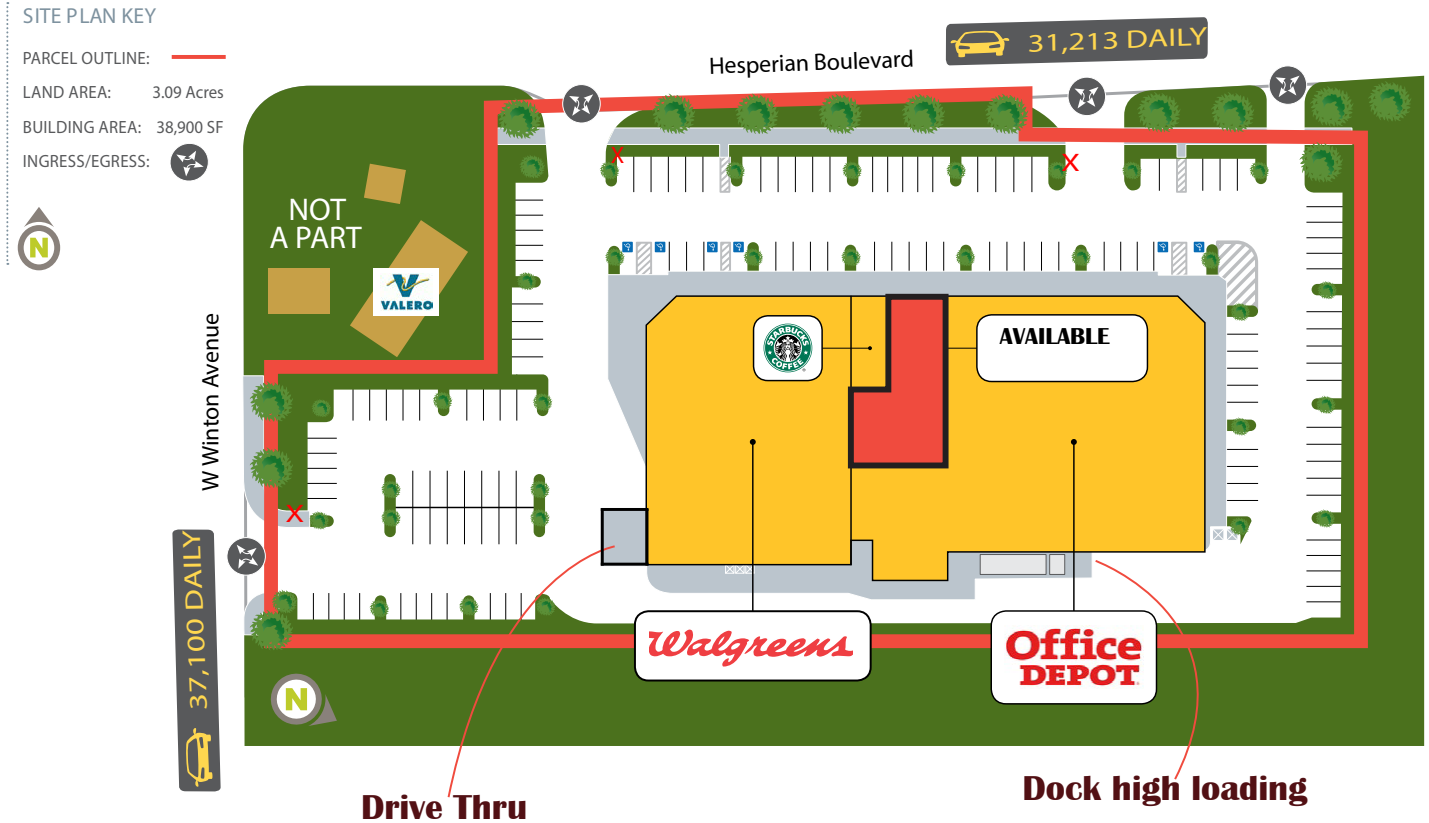 SITE PLAN KEY
PARCEL OUTLINE:
LAND AREA: 3.09 Acres
BUILDING AREA: 38,900 SF
INGRESS/EGRESS:
N
Hesperian Boulevard
31,213 DAILY
X
X
NOT
A PART
VALERO
W Winton Avenue
STARBUCKS
COFFEE
AVAILABLE
X
37,100 DAILY
Walgreens
Office
DEPOT
N
Drive Thru
Dock high loading